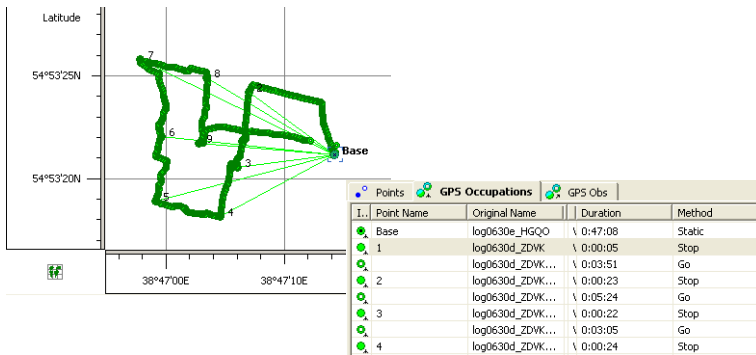 Latitude
54°53'25N
54°53'20N
7
8
2
6
9
Base
3
5
4
38°47'00E
38°47'10E
Points
GPS Occupations
GPS Obs
I.. Point Name Original Name Duration Method
Base log0630e_HGQO \ 0:47:08 Static
1 log0630d_ZDVK \ 0:00:05 Stop
log0630d_ZDVK... \ 0:03:51 Go
2 log0630d_ZDVK... \ 0:00:23 Stop
log0630d_ZDVK... \ 0:05:24 Go
3 log0630d_ZDVK... \ 0:00:22 Stop
log0630d_ZDVK... \ 0:03:05 Go
4 log0630d_ZDVK... \ 0:00:24 Stop